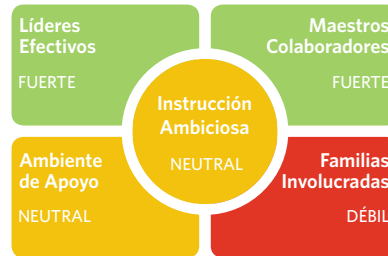 Líderes
Efectivos
FUERTE
Maestros
Colaboradores
FUERTE
Instrucción
Ambiciosa
NEUTRAL
Ambiente
de Apoyo
NEUTRAL
Familias
Involucradas
DÉBIL